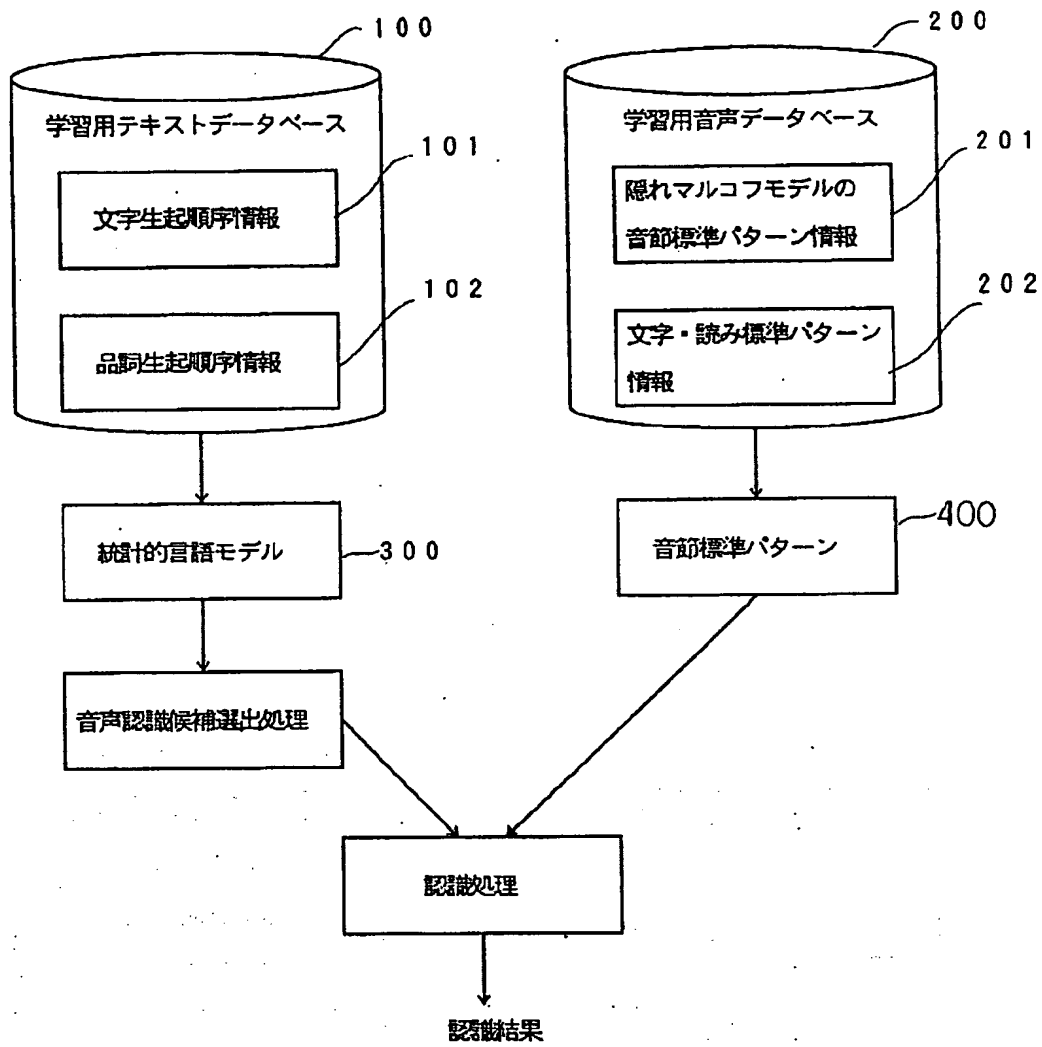 100
学習用テキストデータベース
101
文字生起順序情報
102
品詞生起順序情報
200
学習用音声データベース
201
隠れマルコフモデルの
音節標準パターン情報
202
文字・読み標準パターン
情報
統計的言語モデル
300
音節標準パターン
400
音声認識候補選出処理
認識処理
認識結果